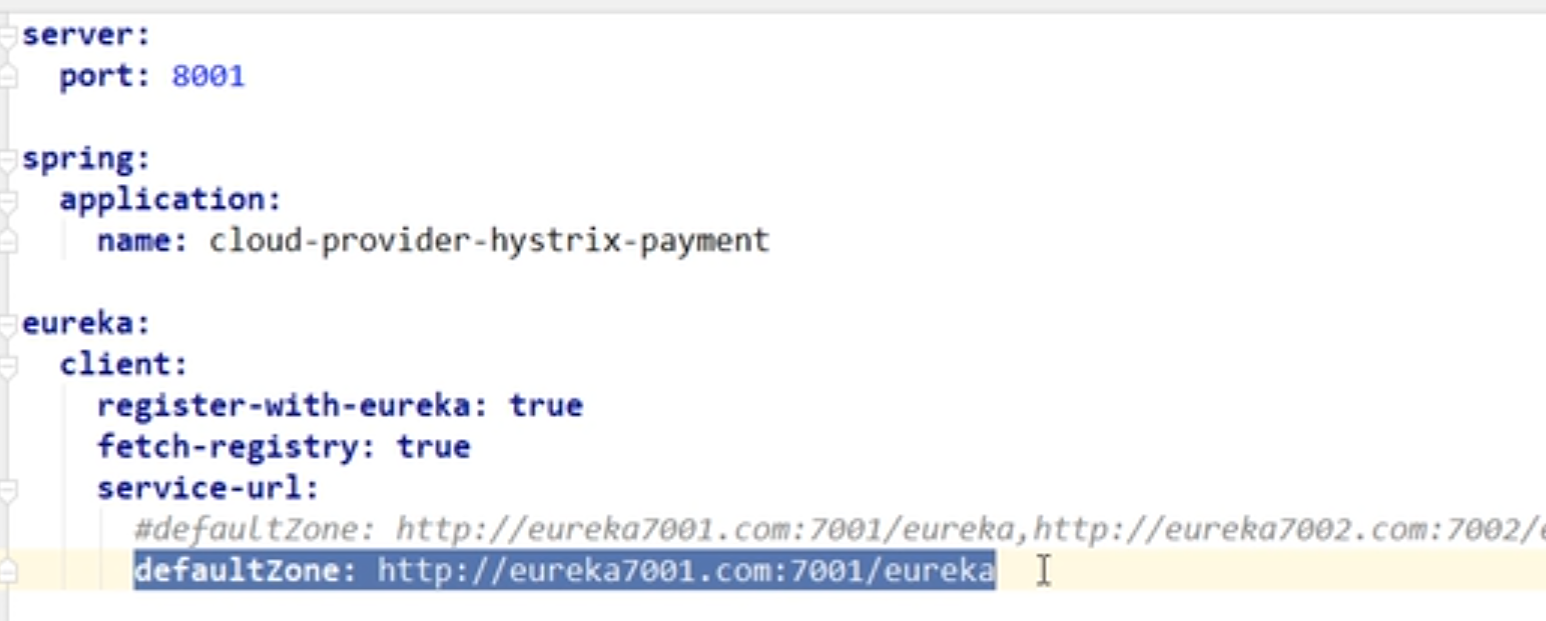 server:
  port: 8001
spring:
  application:
    name: cloud-provider-hystrix-payment
eureka:
  client:
    register-with-eureka: true
    fetch-registry: true
    service-url:
      #defaultZone: http://eureka7001.com:7001/eureka,http://eureka7002.com:7002/e
      defaultZone: http://eureka7001.com:7001/eureka